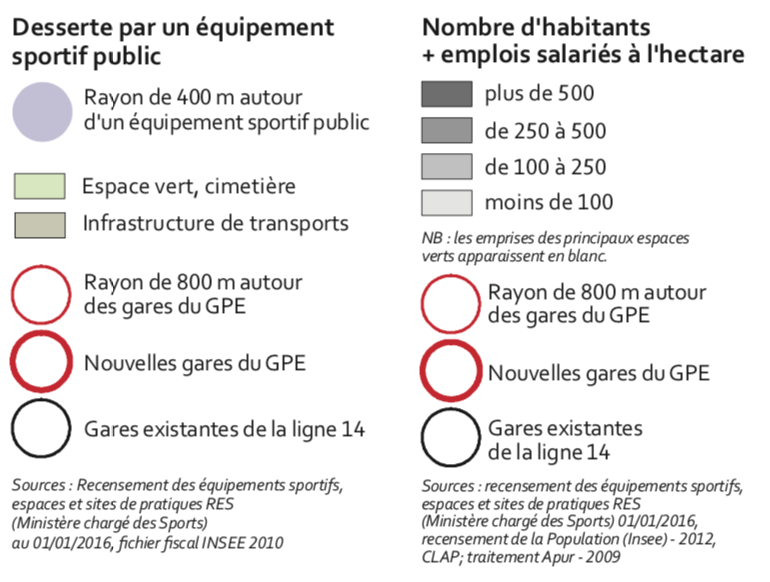 Desserte par un équipement
sportif public
Rayon de 400 m autour
d'un équipement sportif public
Espace vert, cimetière
Infrastructure de transports
Rayon de 800 m autour
des gares du GPE
Nouvelles gares du GPE
Gares existantes de la ligne 14
Sources : Recensement des équipements sportifs,
espaces et sites de pratiques RES
(Ministère chargé des Sports)
au 01/01/2016, fichier fiscal INSEE 2010
Nombre d'habitants
+ emplois salariés à l'hectare
plus de 500
de 250 à 500
de 100 à 250
moins de 100
NB : les emprises des principaux espaces
verts apparaissent en blanc.
Rayon de 800 m autour
des gares du GPE
Nouvelles gares du GPE
Gares existantes
de la ligne 14
Sources : recensement des équipements sportifs,
espaces et sites de pratiques RES
(Ministère chargé des Sports) 01/01/2016,
recensement de la Population (Insee) - 2012,
CLAP; traitement Apur - 2009